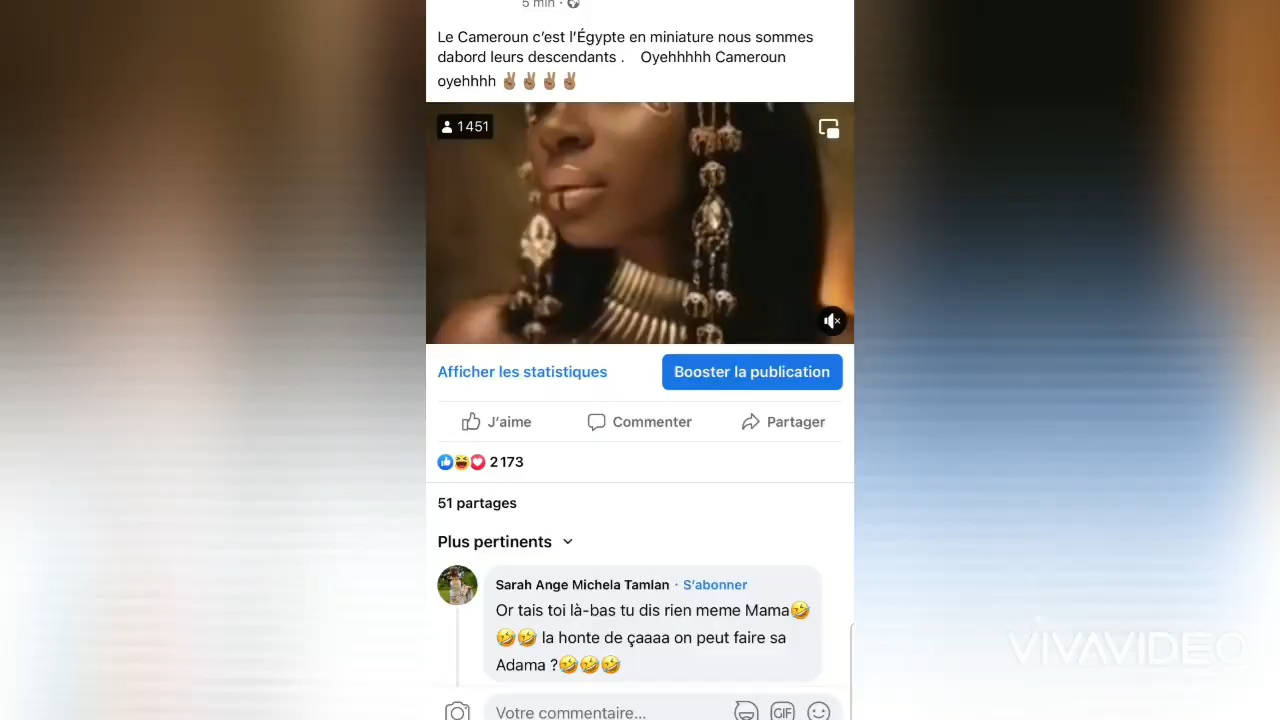 5 min
Le Cameroun c’est l’Égypte en miniature nous sommes
dabord leurs descendants .    Oyehhhhh Cameroun
oyehhhh ✌🏽✌🏽✌🏽✌🏽
1 451
Afficher les statistiques
Booster la publication
J’aime
Commenter
Partager
2 173
51 partages
Plus pertinents
Sarah Ange Michela Tamlan · S’abonner
Or tais toi là-bas tu dis rien meme Mama🤣
🤣🤣 la honte de çaaaa on peut faire sa
Adama ?🤣🤣🤣
Votre commentaire...
GIF
VIVAVIDEO